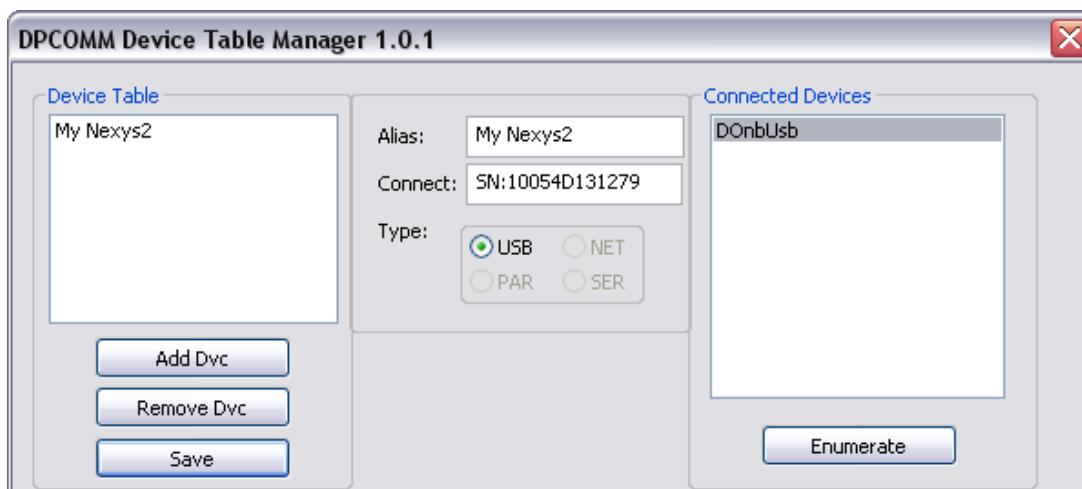 DPCOMM Device Table Manager 1.0.1
Device Table
My Nexys2
Add Dvc
Remove Dvc
Save
Alias: My Nexys2
Connect: SN:10054D131279
Type:
USB NET
PAR SER
Connected Devices
DOnbUsb
Enumerate